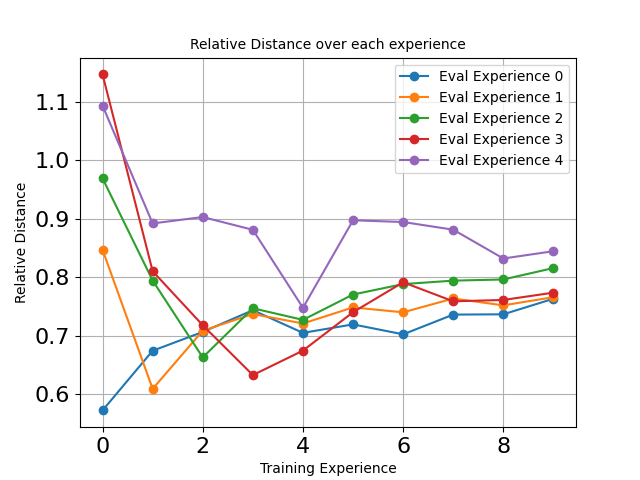 Relative Distance over each experience
Eval Experience 0
Eval Experience 1
Eval Experience 2
Eval Experience 3
Eval Experience 4
1.1
1.0
0.9
0.8
0.7
0.6
Relative Distance
0 2 4 6 8
Training Experience